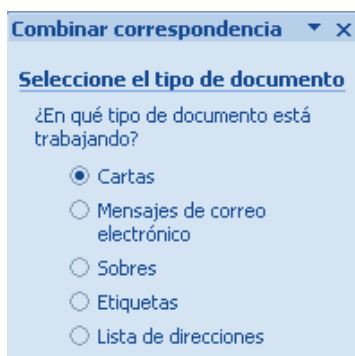 Combinar correspondencia
Seleccione el tipo de documento
¿En qué tipo de documento está
trabajando?
Cartas
Mensajes de correo
electrónico
Sobres
Etiquetas
Lista de direcciones